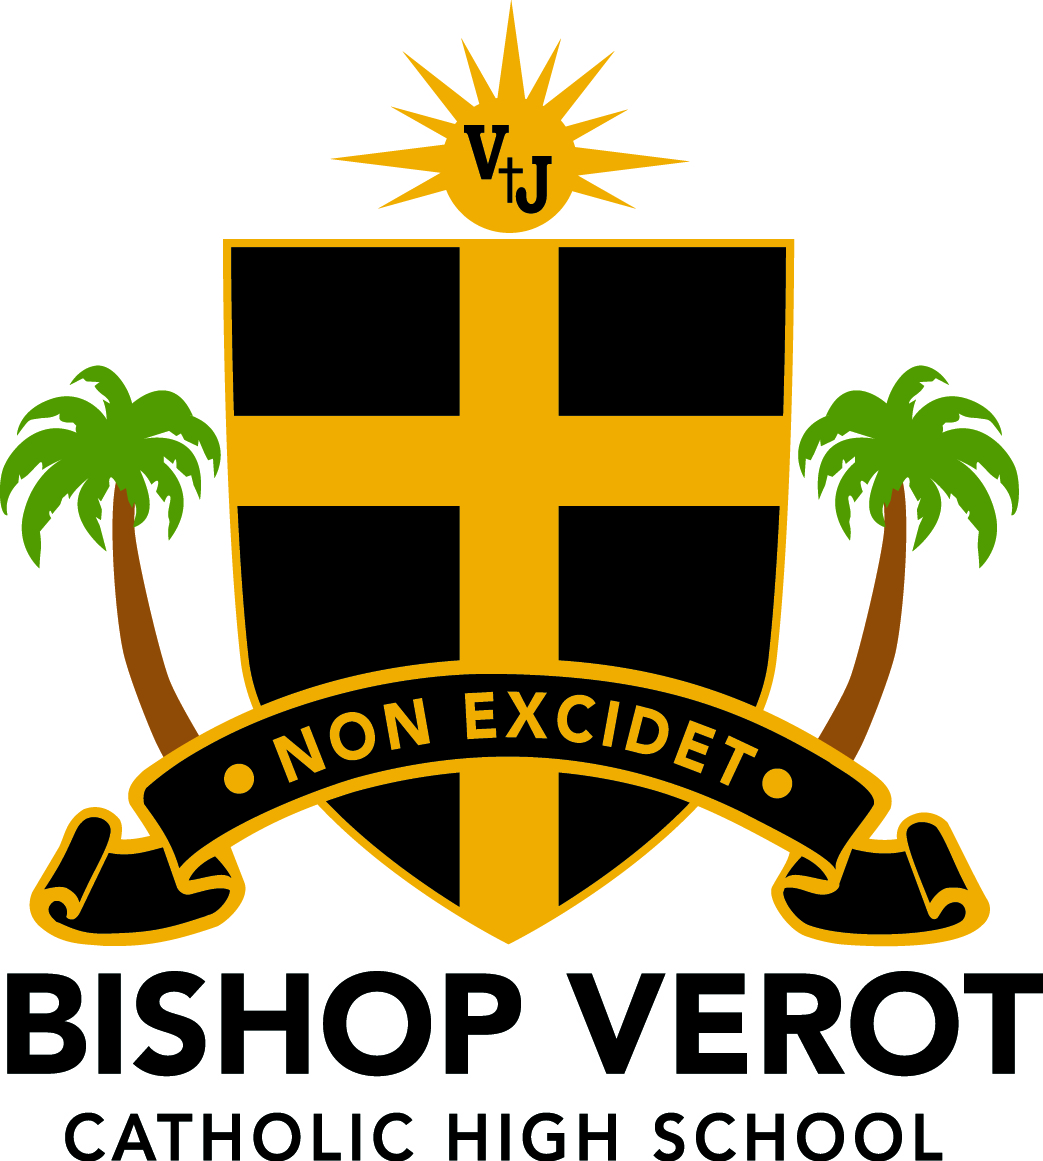 V†J
NON EXCIDET
BISHOP VEROT
CATHOLIC HIGH SCHOOL